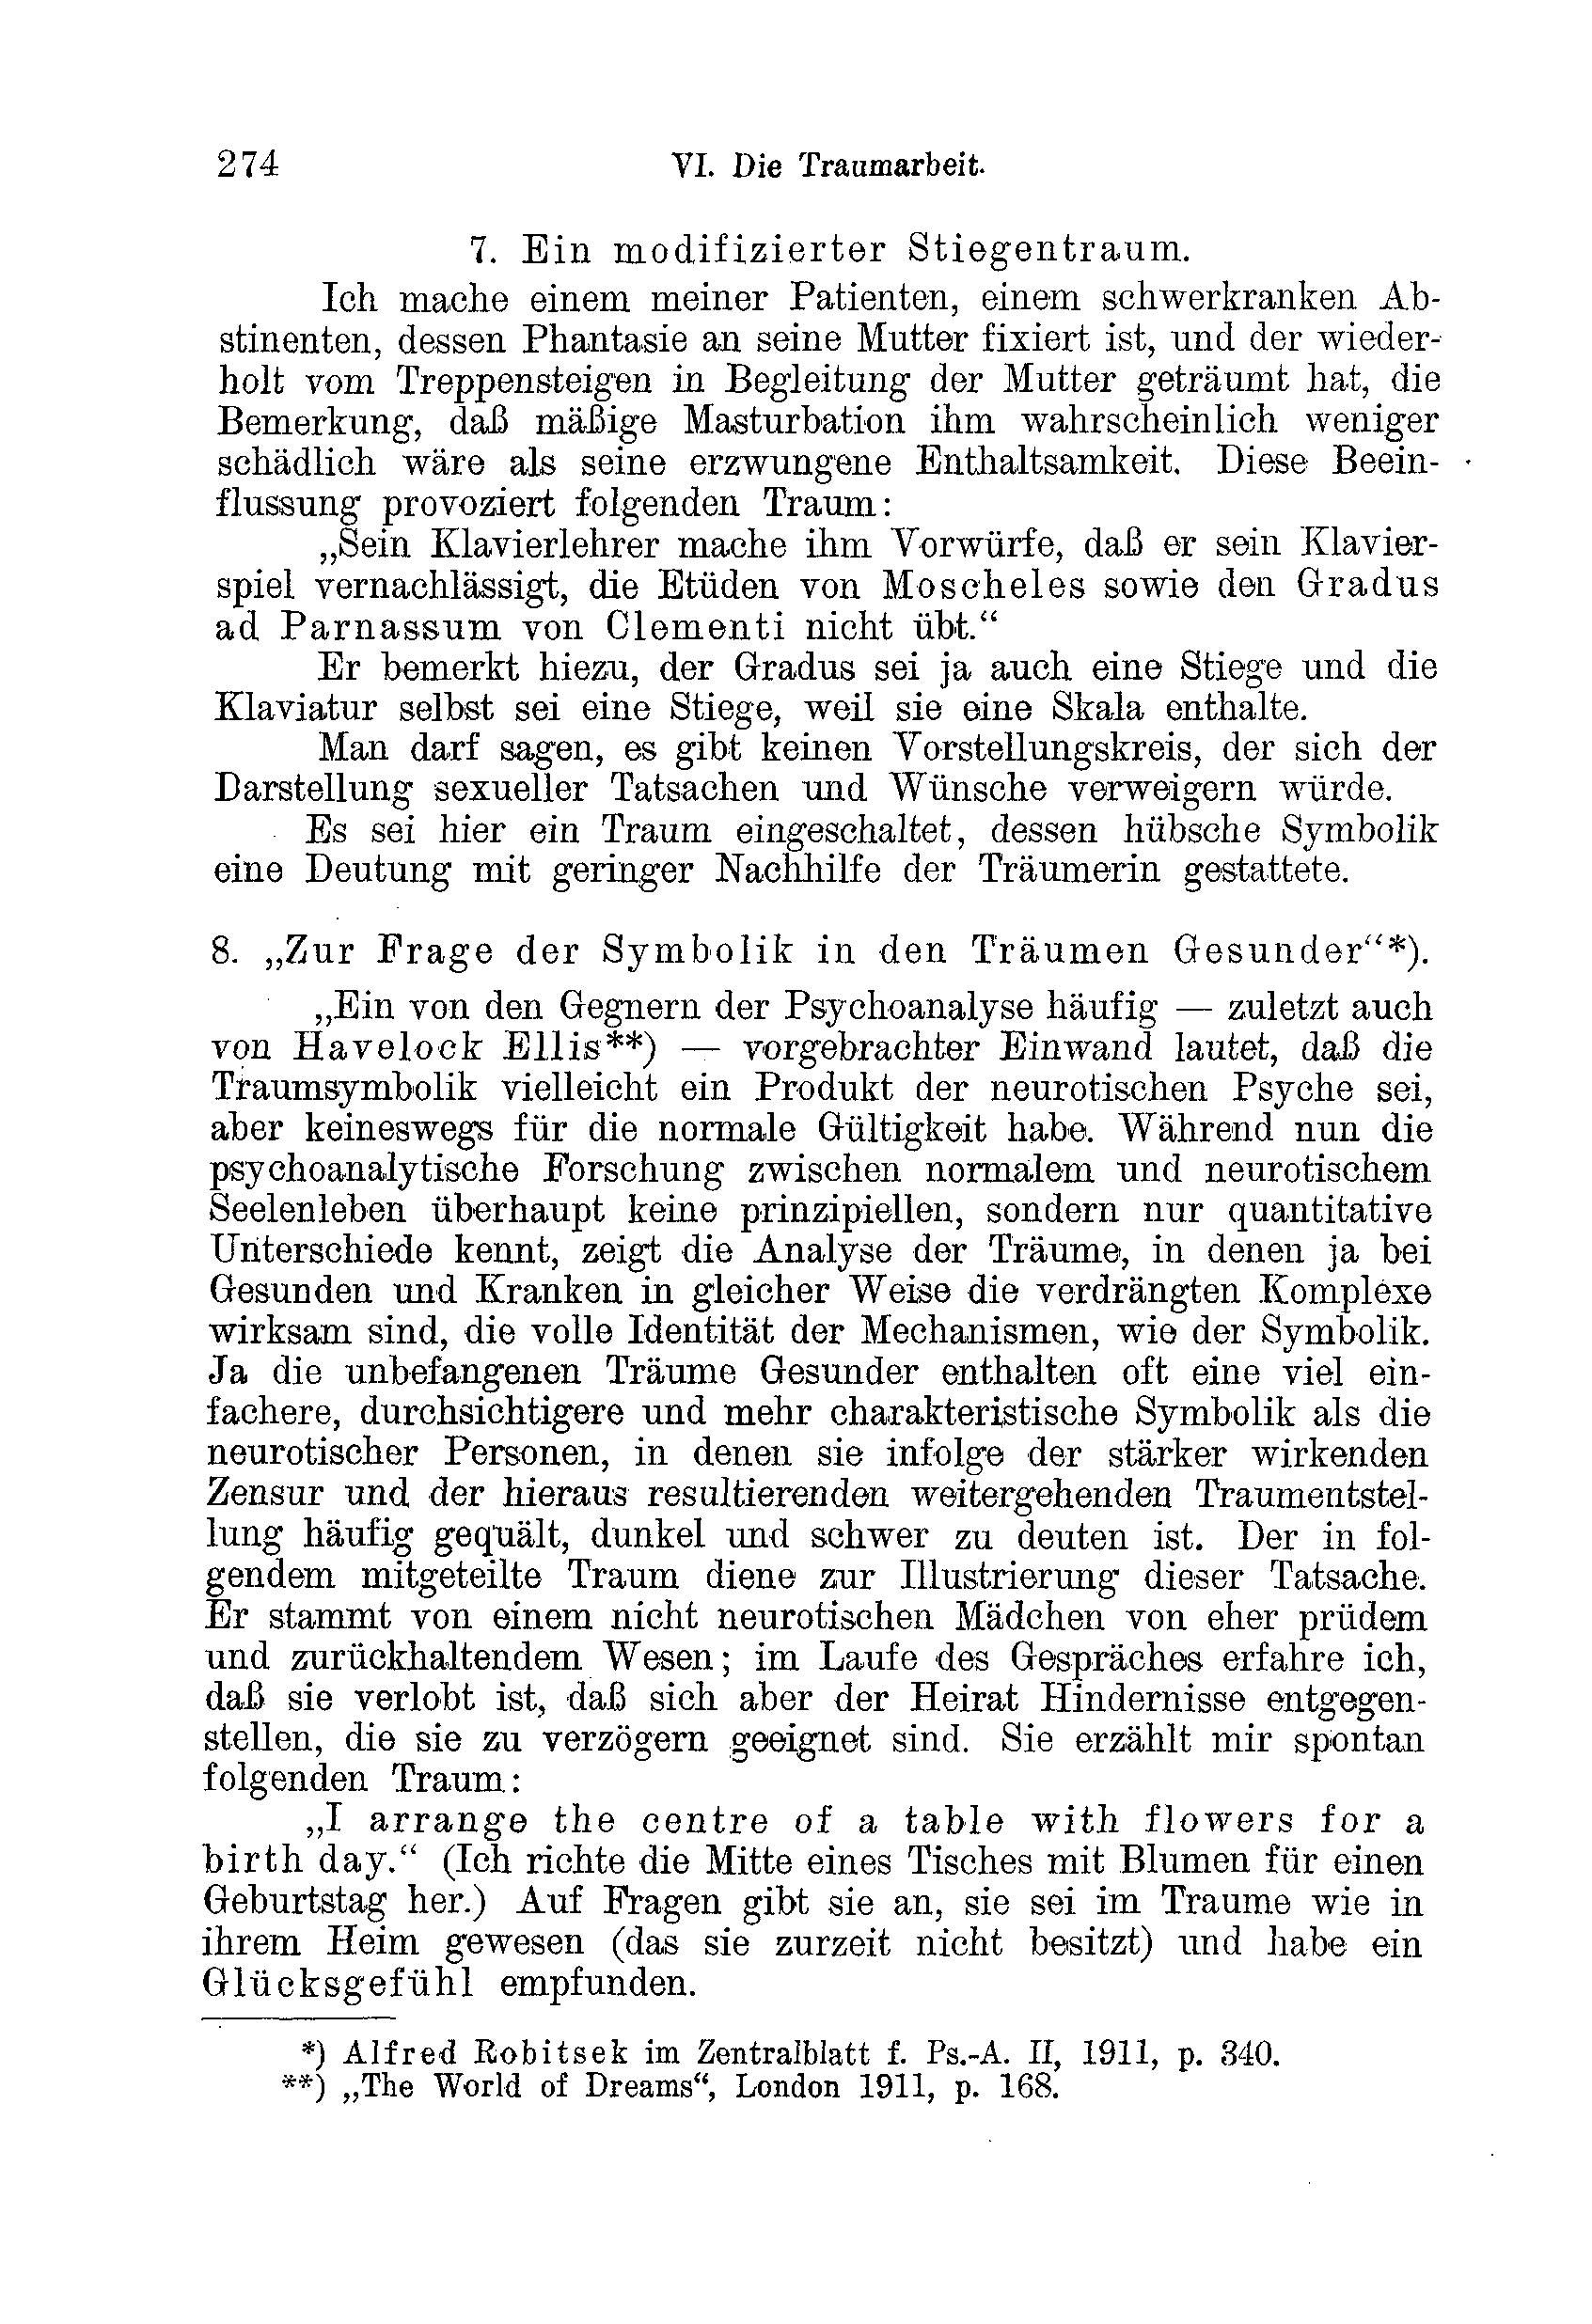 274 VI. Die Traumarbeit.
7. Ein modifizierter Stiegentraum.
Ich mache einem meiner Patienten, einem schwerkranken Ab-
stinenten, dessen Phantasie an seine Mutter fixiert ist, und der wieder-
holt vom Treppensteigen in Begleitung der Mutter geträumt hat, die
Bemerkung, daß mäßige Masturbation ihm wahrscheinlich weniger
schädlich wäre als seine erzwungene Enthaltsamkeit. Diese Beein-
flussung provoziert folgenden Traum:
„Sein Klavierlehrer mache ihm Vorwürfe, daß er sein Klavier-
spiel vernachlässigt, die Etüden von Moscheles sowie den Gradus
ad Parnassum von Clementi nicht übt.“
Er bemerkt hiezu, der Gradus sei ja auch eine Stiege und die
Klaviatur selbst sei eine Stiege, weil sie eine Skala enthalte.
Man darf sagen, es gibt keinen Vorstellungskreis, der sich der
Darstellung sexueller Tatsachen und Wünsche verweigern würde.
Es sei hier ein Traum eingeschaltet, dessen hübsche Symbolik
eine Deutung mit geringer Nachhilfe der Träumerin gestattete.
8. „Zur Frage der Symbolik in den Träumen Gesunder“*).
„Ein von den Gegnern der Psychoanalyse häufig — zuletzt auch
von Havelock Ellis**) — vorgebrachter Einwand lautet, daß die
Traumsymbolik vielleicht ein Produkt der neurotischen Psyche sei,
aber keineswegs für die normale Gültigkeit habe. Während nun die
psychoanalytische Forschung zwischen normalem und neurotischem
Seelenleben überhaupt keine prinzipiellen, sondern nur quantitative
Unterschiede kennt, zeigt die Analyse der Träume, in denen ja bei
Gesunden und Kranken in gleicher Weise die verdrängten Komplexe
wirksam sind, die volle Identität der Mechanismen, wie der Symbolik.
Ja die unbefangenen Träume Gesunder enthalten oft eine viel ein-
fachere, durchsichtigere und mehr charakteristische Symbolik als die
neurotischer Personen, in denen sie infolge der stärker wirkenden
Zensur und der hieraus resultierenden weitergehenden Traumentstel-
lung häufig gequält, dunkel und schwer zu deuten ist. Der in fol-
gendem mitgeteilte Traum diene zur Illustrierung dieser Tatsache.
Er stammt von einem nicht neurotischen Mädchen von eher prüdem
und zurückhaltendem Wesen; im Laufe des Gespräches erfahre ich,
daß sie verlobt ist, daß sich aber der Heirat Hindernisse entgegen-
stellen, die sie zu verzögern geeignet sind. Sie erzählt mir spontan
folgenden Traum:
„I arrange the centre of a table with flowers for a
birth day.“ (Ich richte die Mitte eines Tisches mit Blumen für einen
Geburtstag her.) Auf Fragen gibt sie an, sie sei im Traume wie in
ihrem Heim gewesen (das sie zurzeit nicht besitzt) und habe ein
Glücksgefühl empfunden.
*) Alfred Robitsek im Zentralblatt f. Ps.-A. II, 1911, p. 340.
**) „The World of Dreams“, London 1911, p. 168.